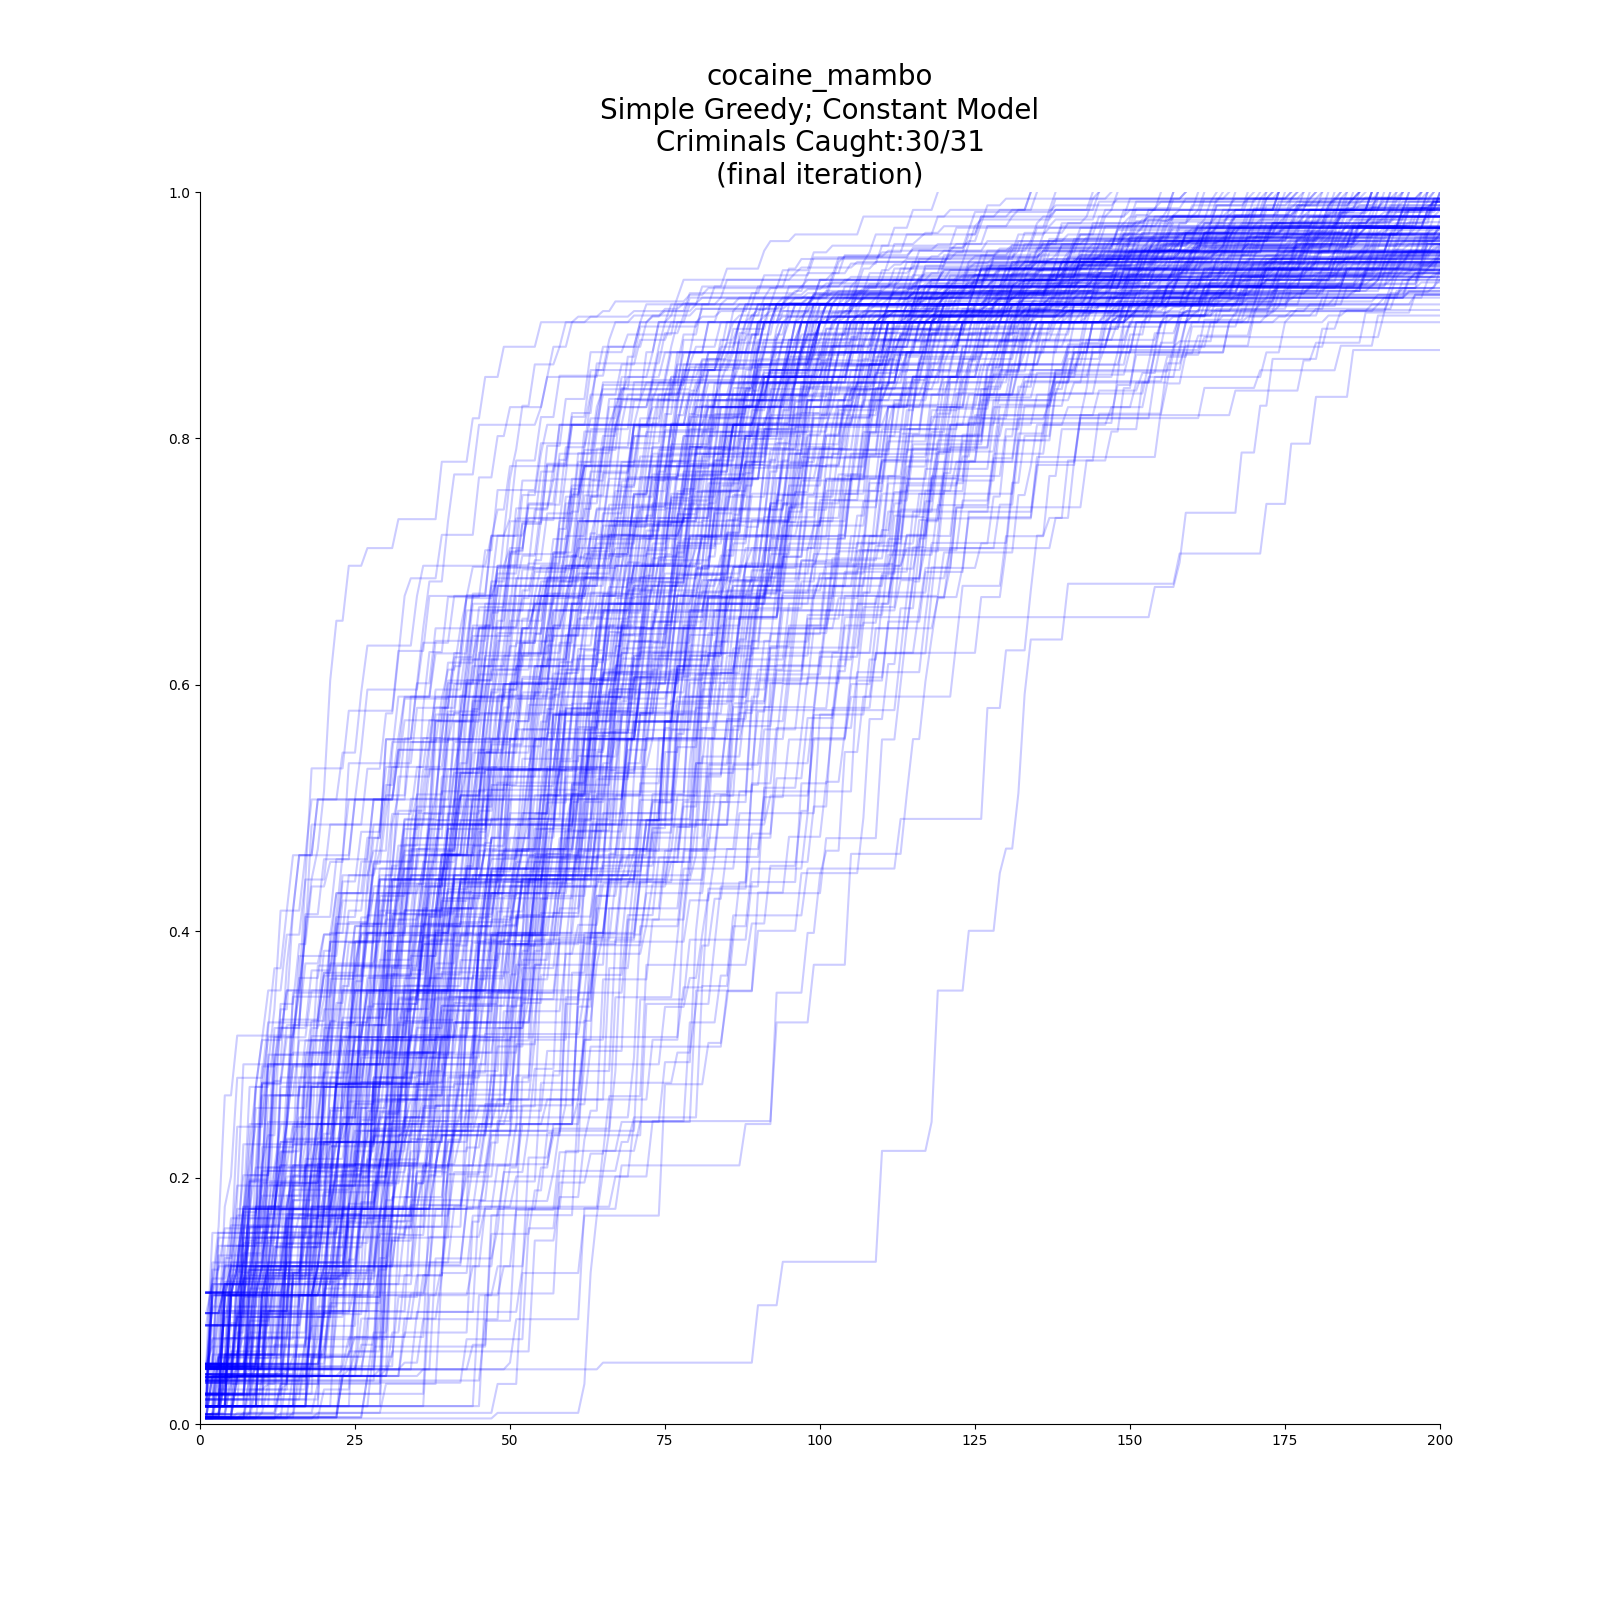 cocaine_mambo
Simple Greedy; Constant Model
Criminals Caught:30/31
(final iteration)
1.0
0.8
0.6
0.4
0.2
0.0
0 25 50 75 100 125 150 175 200